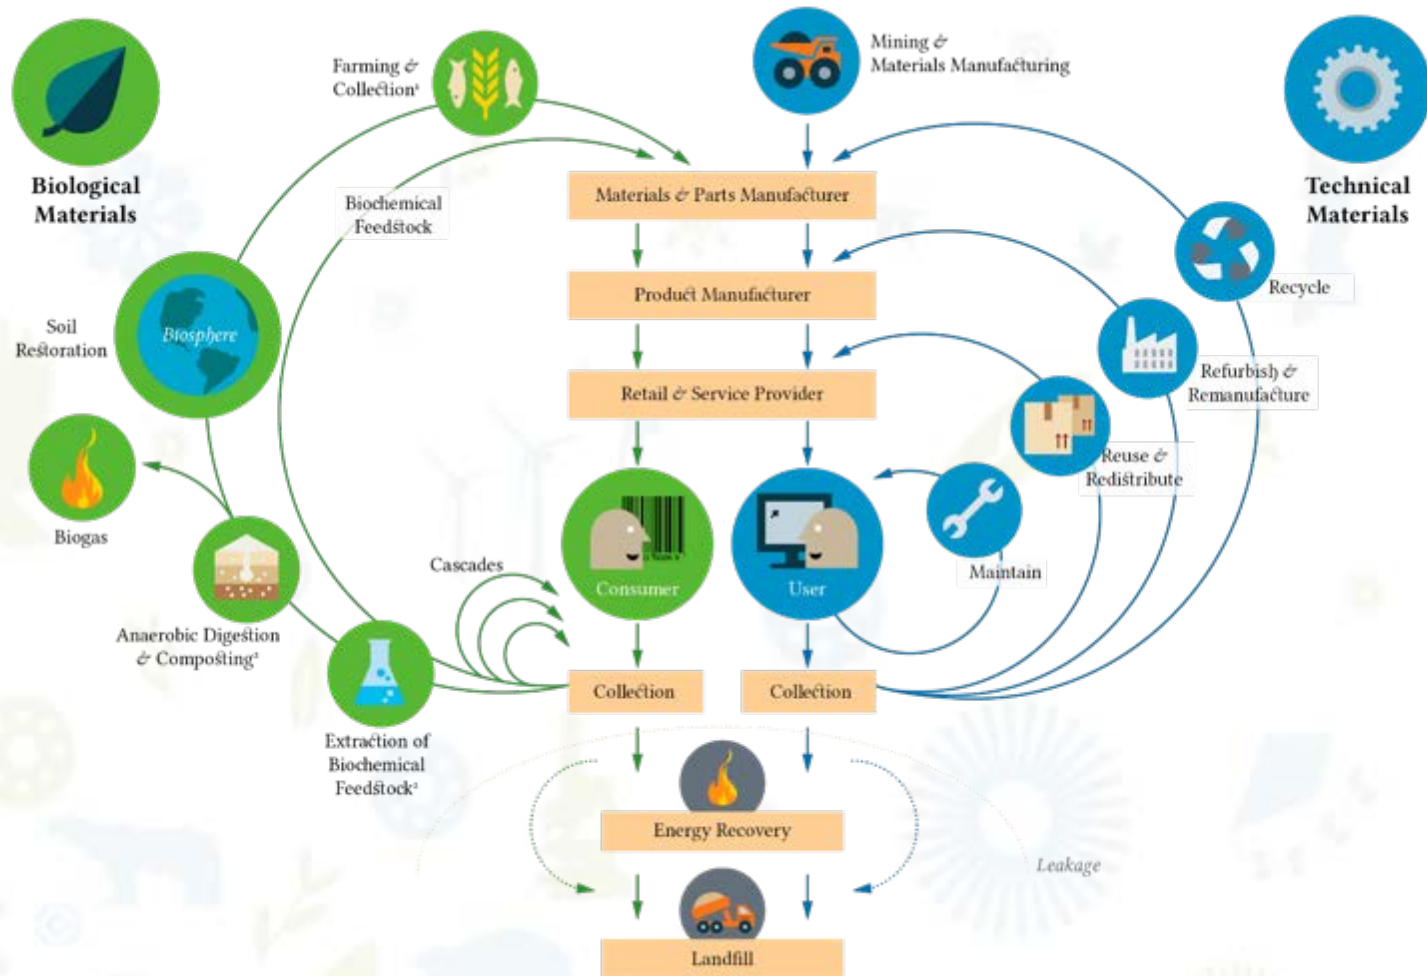 Farming &
Collection¹
Mining &
Materials Manufacturing
Biological
Materials
Technical
Materials
Materials & Parts Manufacturer
Biochemical
Feedstock
Recycle
Product Manufacturer
Soil
Restoration
Biosphere
Refurbish &
Remanufacture
Retail & Service Provider
Reuse &
Redistribute
Biogas
Cascades
Consumer
User
Maintain
Anaerobic Digestion
& Composting²
Collection
Collection
Extraction of
Biochemical
Feedstock²
Energy Recovery
Leakage
Landfill